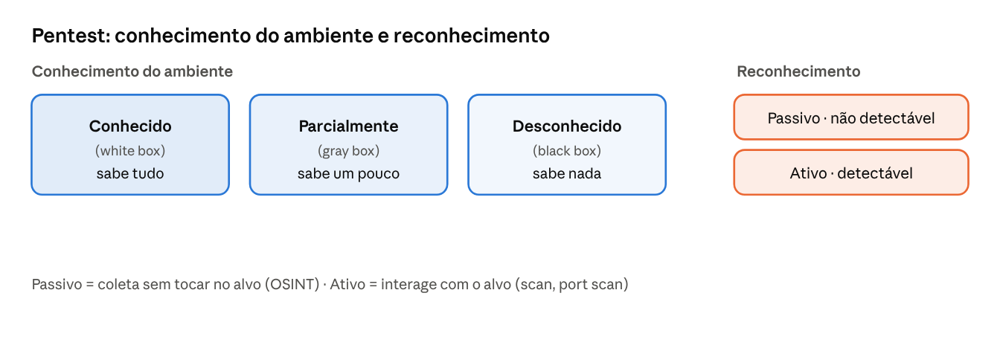 Pentest: conhecimento do ambiente e reconhecimento
Conhecimento do ambiente
Conhecido
(white box)
sabe tudo
Parcialmente
(gray box)
sabe um pouco
Desconhecido
(black box)
sabe nada
Reconhecimento
Passivo · não detectável
Ativo · detectável
Passivo = coleta sem tocar no alvo (OSINT) · Ativo = interage com o alvo (scan, port scan)